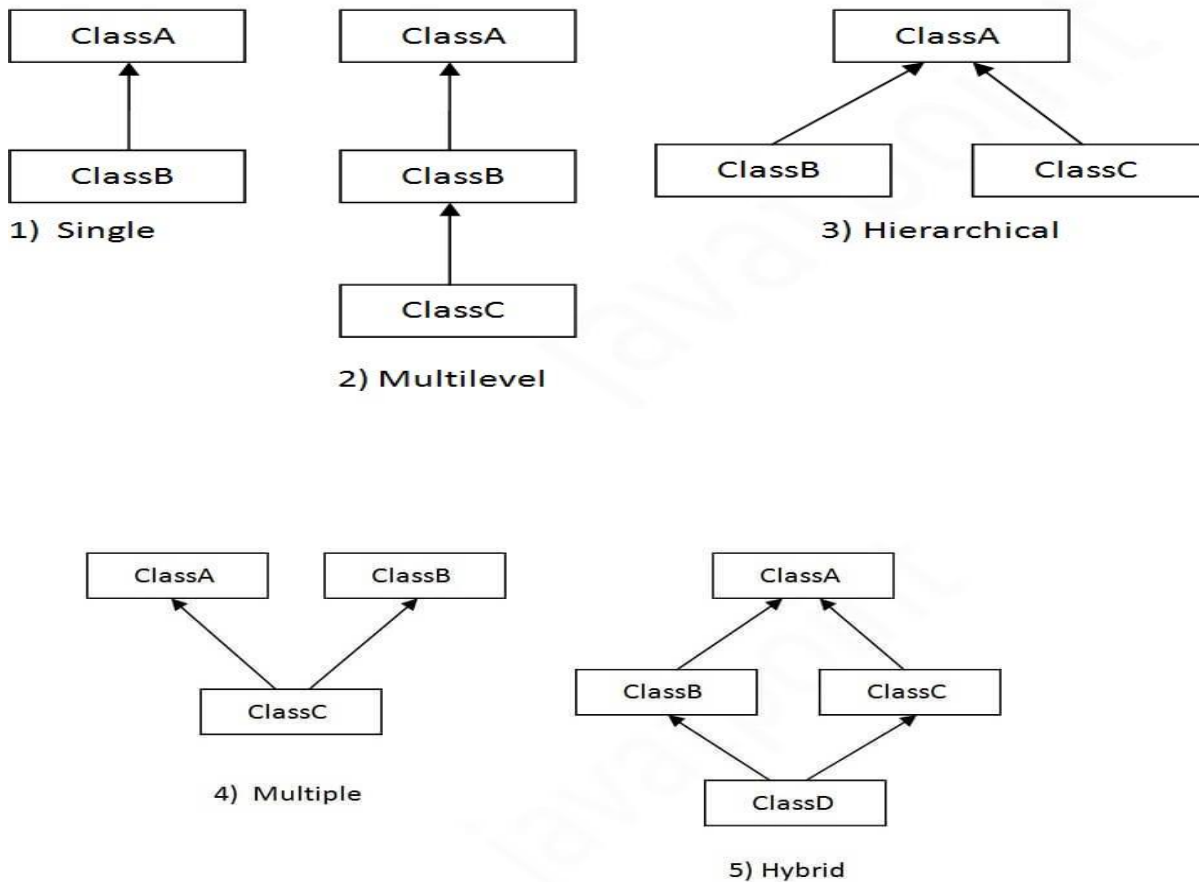 ClassA
ClassB
1) Single
ClassA
ClassB
ClassC
2) Multilevel
ClassA
ClassB
ClassC
3) Hierarchical
ClassA
ClassB
ClassC
4) Multiple
ClassA
ClassB
ClassC
ClassD
5) Hybrid